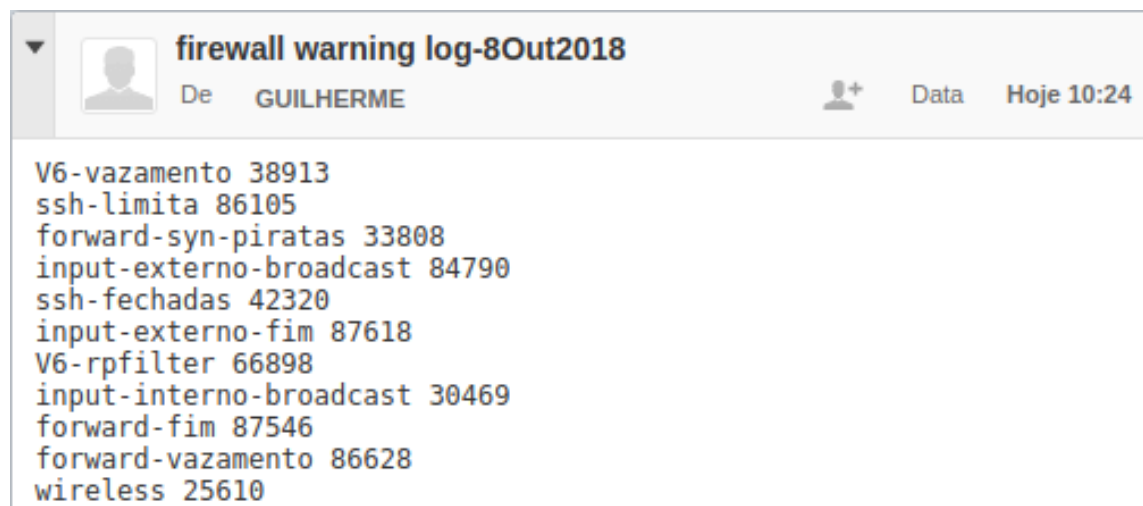 firewall warning log-8Out2018
De GUILHERME Data Hoje 10:24
V6-vazamento 38913
ssh-limita 86105
forward-syn-piratas 33808
input-externo-broadcast 84790
ssh-fechadas 42320
input-externo-fim 87618
V6-rpfilter 66898
input-interno-broadcast 30469
forward-fim 87546
forward-vazamento 86628
wireless 25610